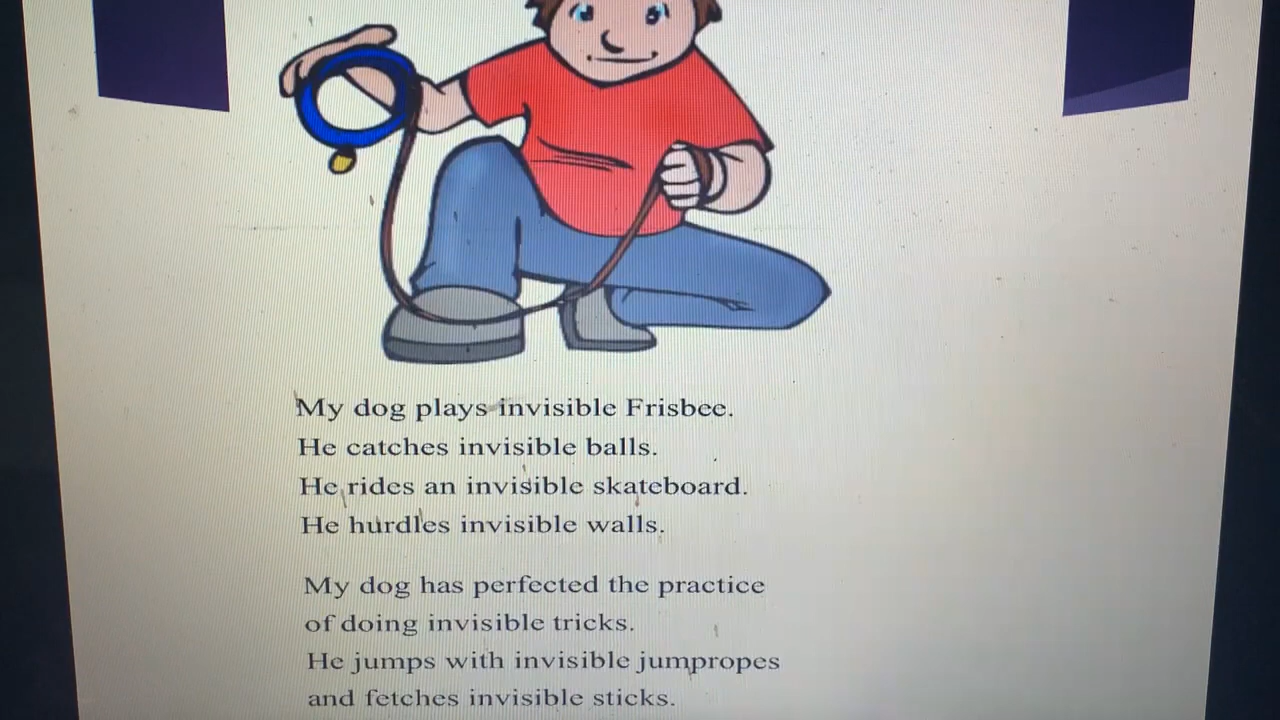 My dog plays invisible Frisbee.
He catches invisible balls.
He rides an invisible skateboard.
He hurdles invisible walls.
My dog has perfected the practice
of doing invisible tricks.
He jumps with invisible jumpropes
and fetches invisible sticks.